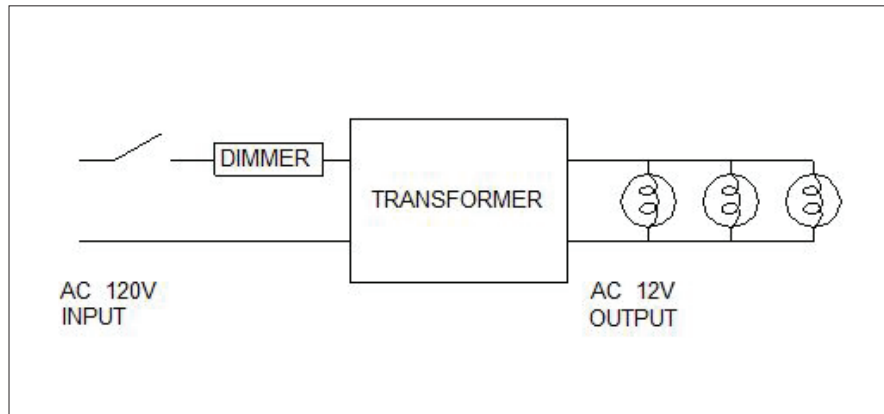 DIMMER
TRANSFORMER
AC 120V
INPUT
AC 12V
OUTPUT